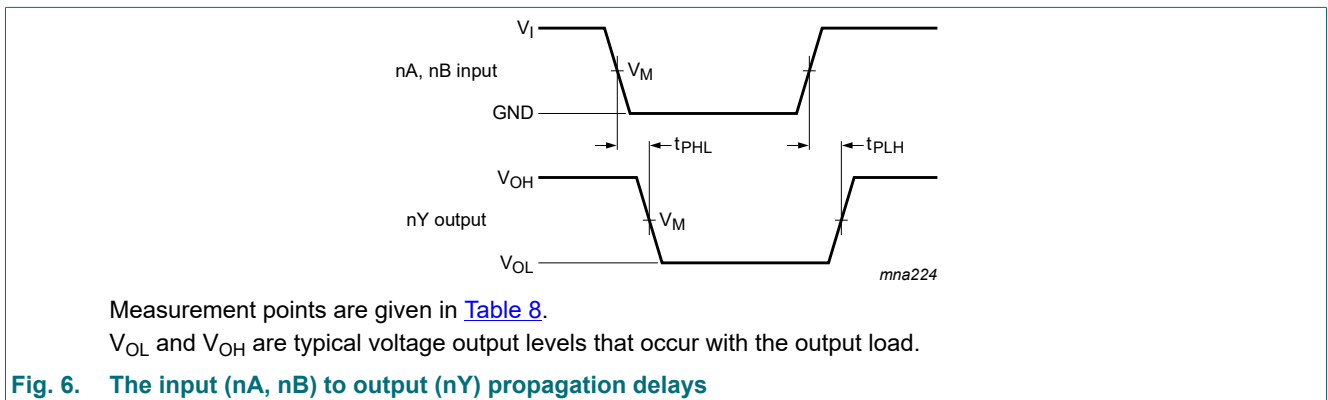 VI
nA, nB input
VM
GND
tPHL
tPLH
VOH
nY output
VM
VOL
mna224
Measurement points are given in Table 8.
VOL and VOH are typical voltage output levels that occur with the output load.
Fig. 6. The input (nA, nB) to output (nY) propagation delays